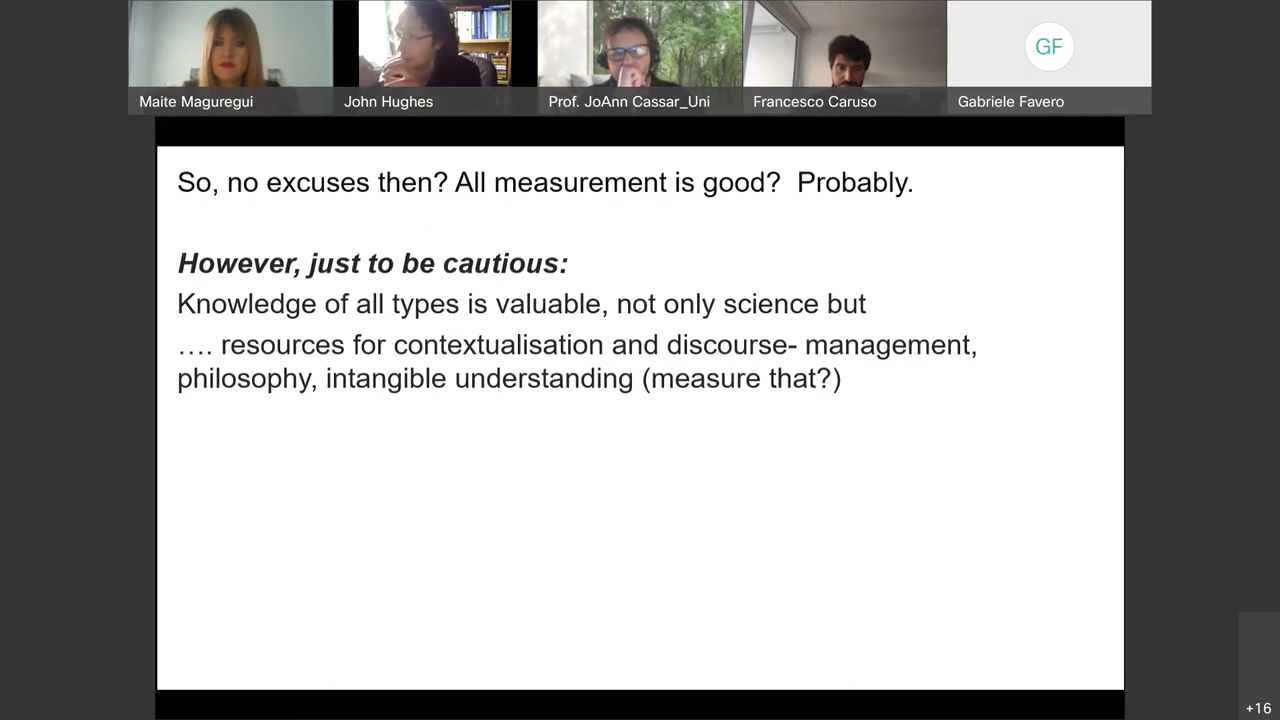 GF
Maite Maguregui
John Hughes
Prof. JoAnn Cassar_Uni
Francesco Caruso
Gabriele Favero
So, no excuses then? All measurement is good?  Probably.
However, just to be cautious:
Knowledge of all types is valuable, not only science but
…. resources for contextualisation and discourse- management,
philosophy, intangible understanding (measure that?)
+16